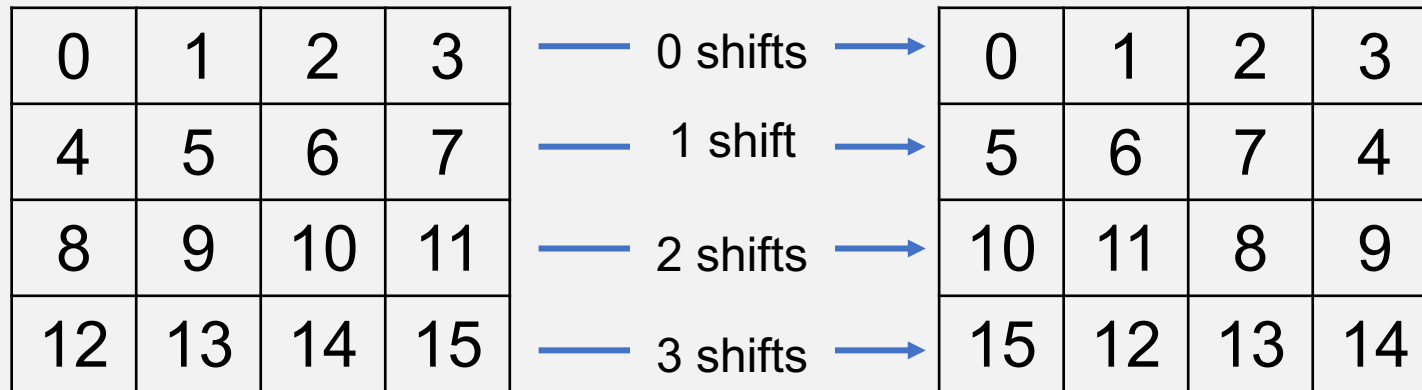 0 1 2 3 0 shifts 0 1 2 3
4 5 6 7 1 shift 5 6 7 4
8 9 10 11 2 shifts 10 11 8 9
12 13 14 15 3 shifts 15 12 13 14